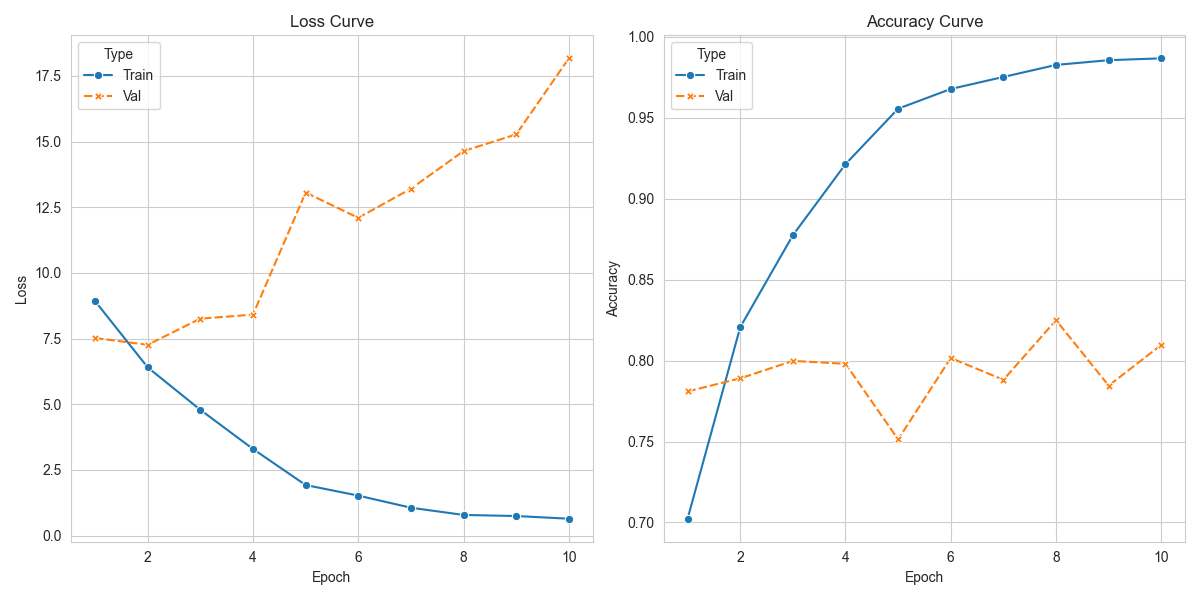 Loss Curve
Type
Train
Val
17.5
15.0
12.5
10.0
7.5
5.0
2.5
0.0
Loss
2 4 6 8 10
Epoch
Accuracy Curve
Type
Train
Val
1.00
0.95
0.90
0.85
0.80
0.75
0.70
Accuracy
2 4 6 8 10
Epoch